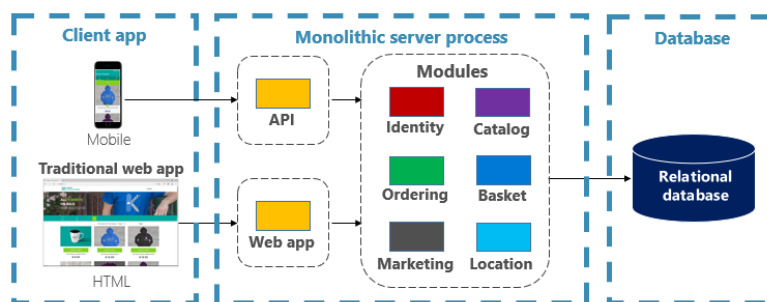 Client app
Mobile
Traditional web app
HTML
Monolithic server process
API
Web app
Modules
Identity
Catalog
Ordering
Basket
Marketing
Location
Database
Relational
database